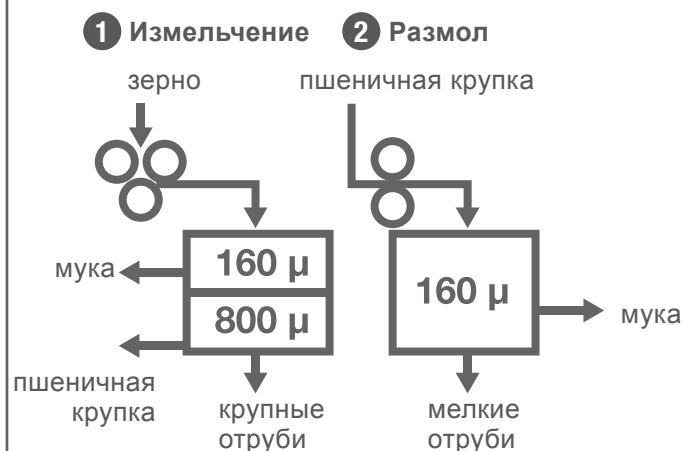 1 Измельчение
зерно
160 μ
мука
800 μ
пшеничная
крупка
крупные
отруби
2 Размол
пшеничная крупка
160 μ
мука
мелкие
отруби